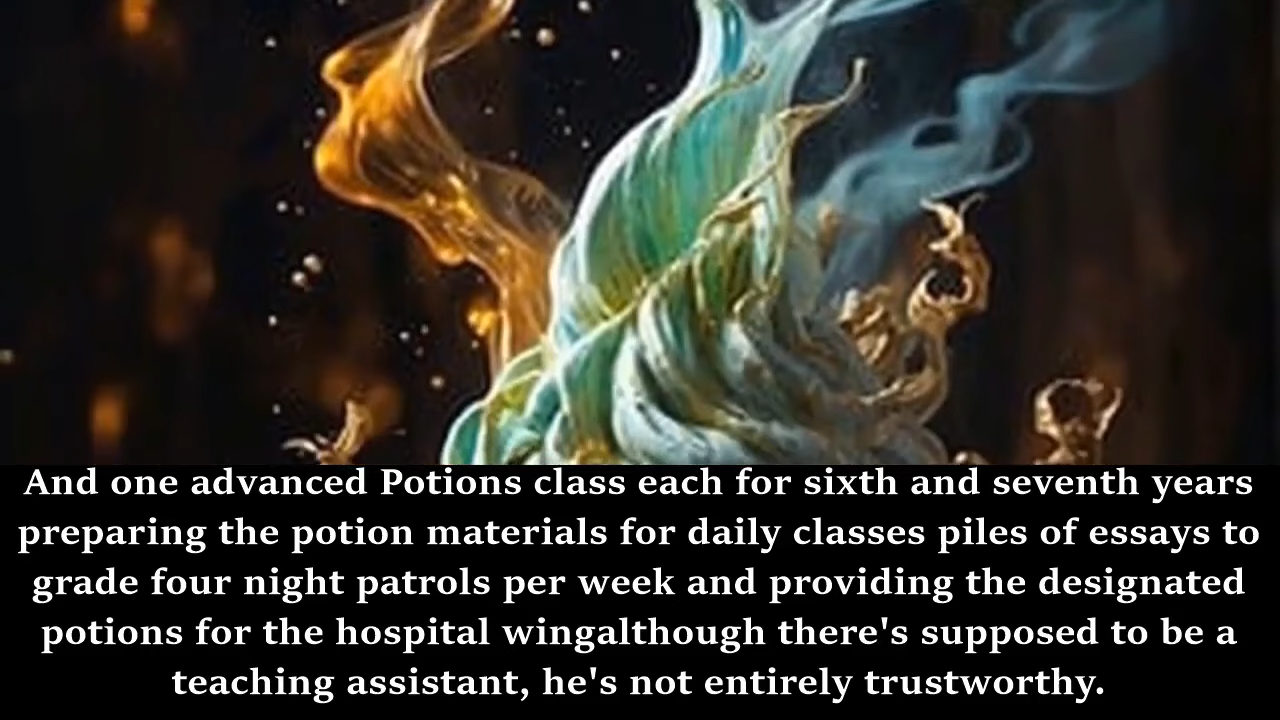 And one advanced Potions class each for sixth and seventh years
preparing the potion materials for daily classes piles of essays to
grade four night patrols per week and providing the designated
potions for the hospital wingalthough there's supposed to be a
teaching assistant, he's not entirely trustworthy.